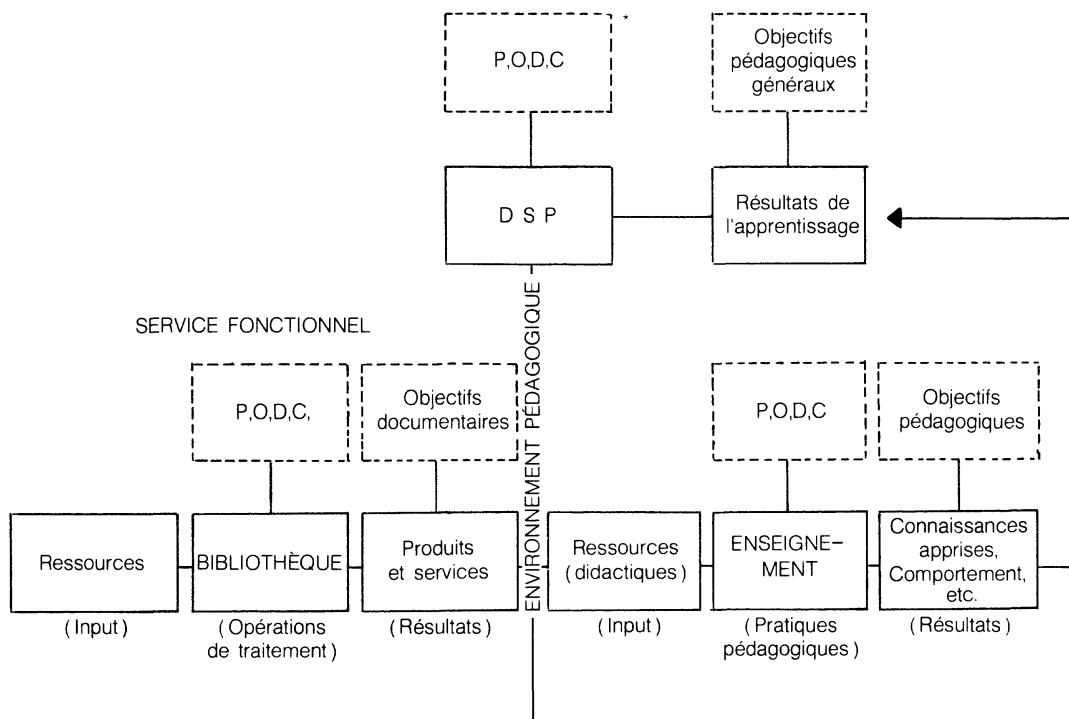 P,O,D,C
*
Objectifs
pédagogiques
généraux
D S P
Résultats de
l'apprentissage
ENVIRONNEMENT PÉDAGOGIQUE
SERVICE FONCTIONNEL
P,O,D,C,
Objectifs
documentaires
P,O,D,C
Objectifs
pédagogiques
Ressources
(Input)
BIBLIOTHÈQUE
(Opérations
de traitement)
Produits
et services
(Résultats)
Ressources
(didactiques)
(Input)
ENSEIGNE-
MENT
(Pratiques
pédagogiques)
Connaissances
apprises,
Comportement,
etc.
(Résultats)